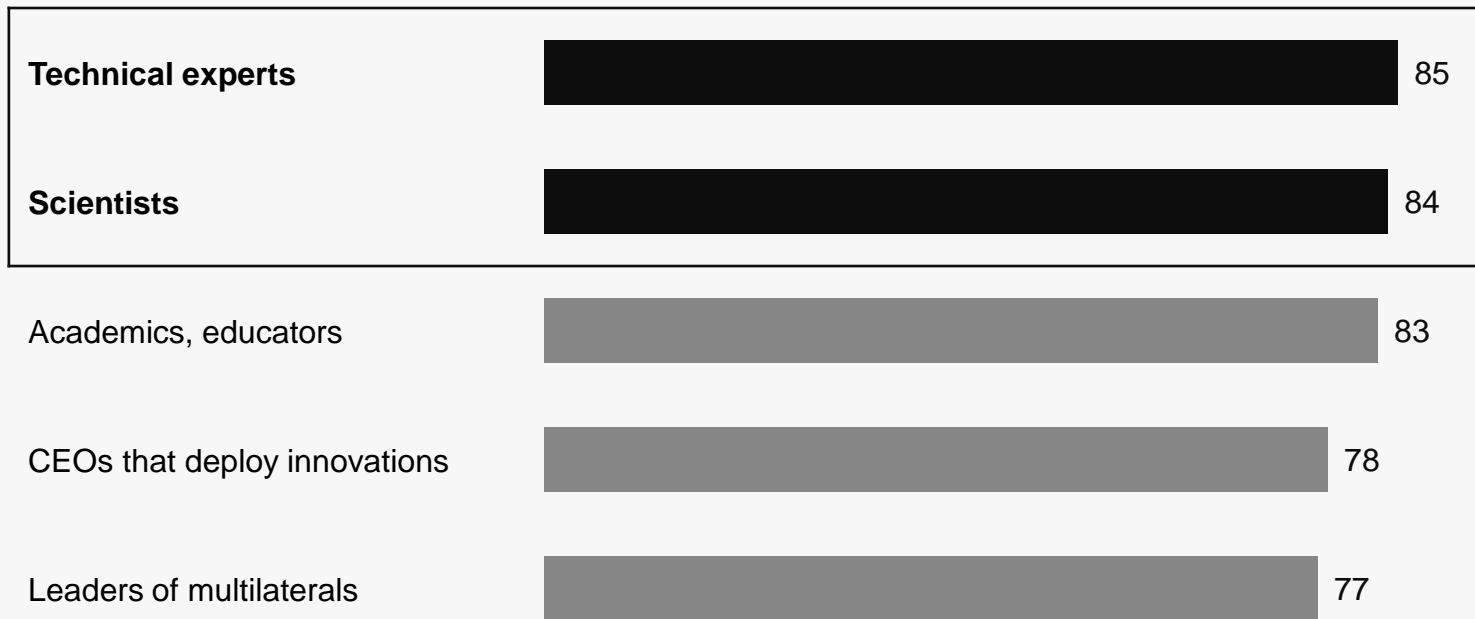 Technical experts 85
Scientists 84
Academics, educators 83
CEOs that deploy innovations 78
Leaders of multilaterals 77